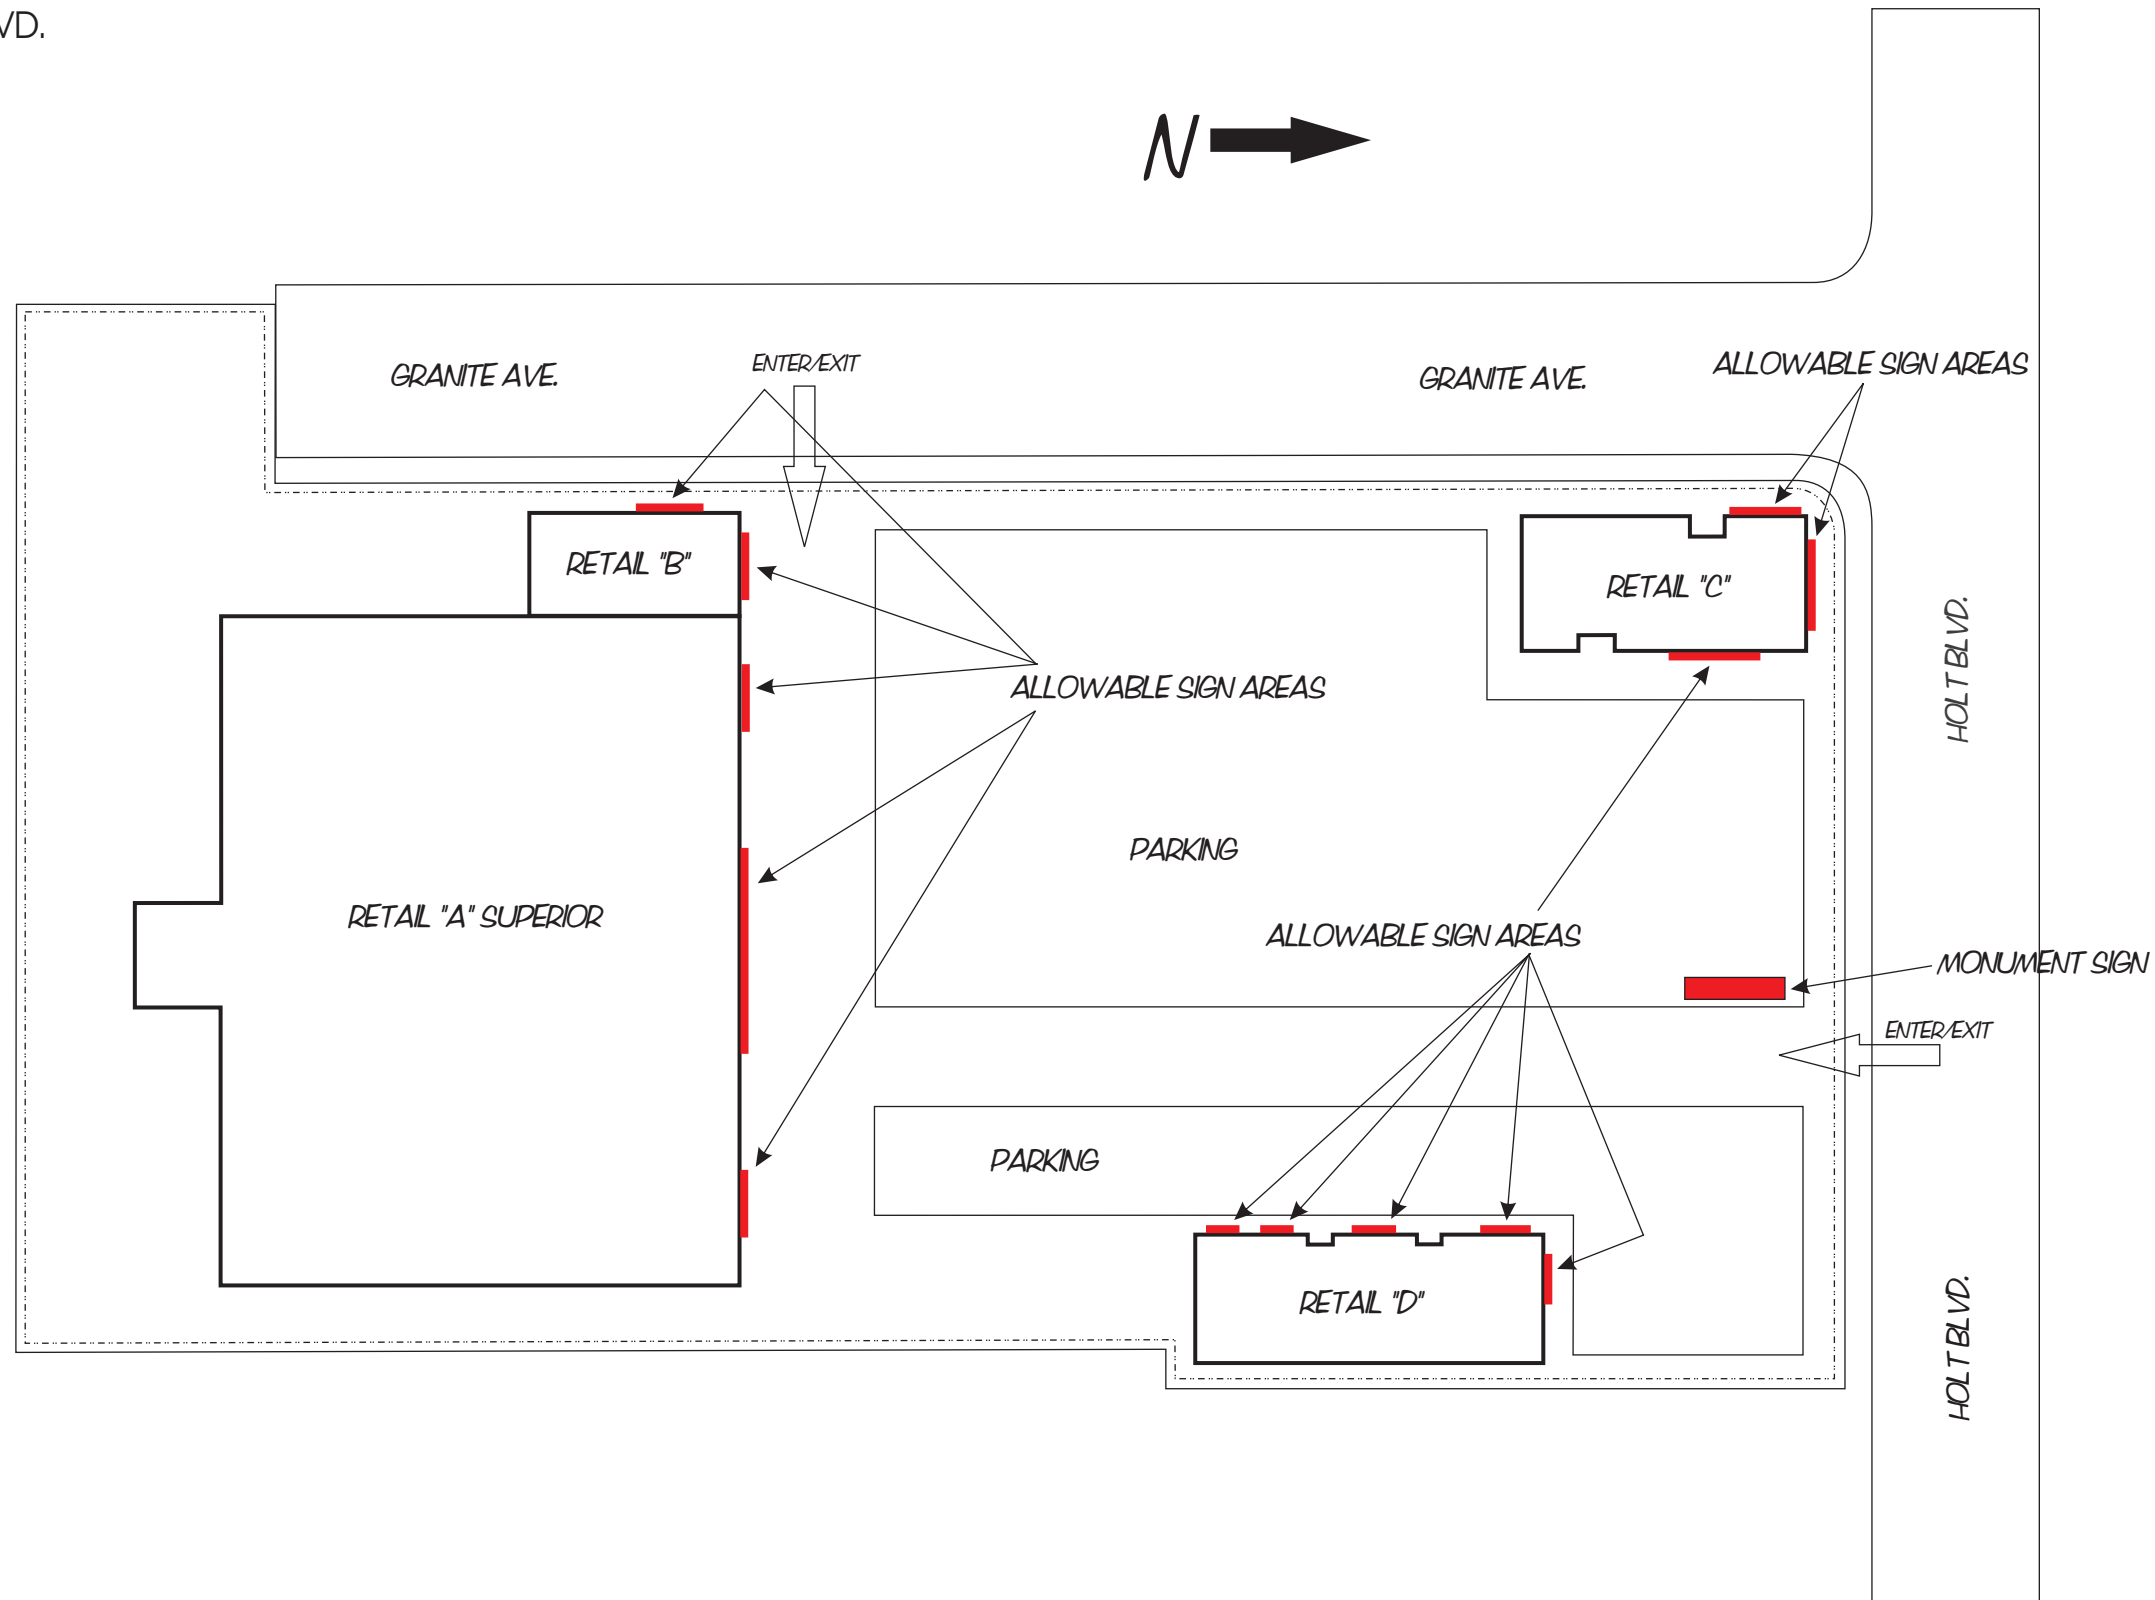 VD.
N
GRANITE AVE.
ENTER/EXIT
GRANITE AVE.
ALLOWABLE SIGN AREAS
RETAIL "B"
RETAIL "C"
HOLT BLVD.
ALLOWABLE SIGN AREAS
PARKING
RETAIL "A" SUPERIOR
ALLOWABLE SIGN AREAS
MONUMENT SIGN
ENTER/EXIT
PARKING
RETAIL "D"
HOLT BLVD.